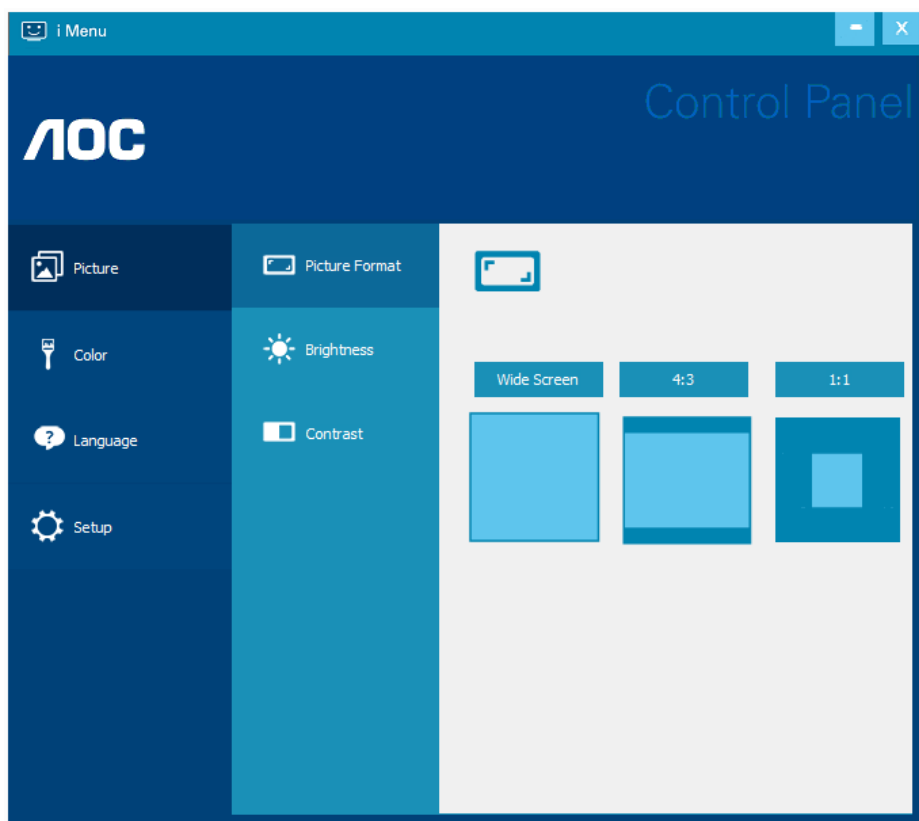 i Menu
- X
Control Panel
AOC
Picture
Picture Format
Color
Brightness
Language
Contrast
Setup
Wide Screen
4:3
1:1